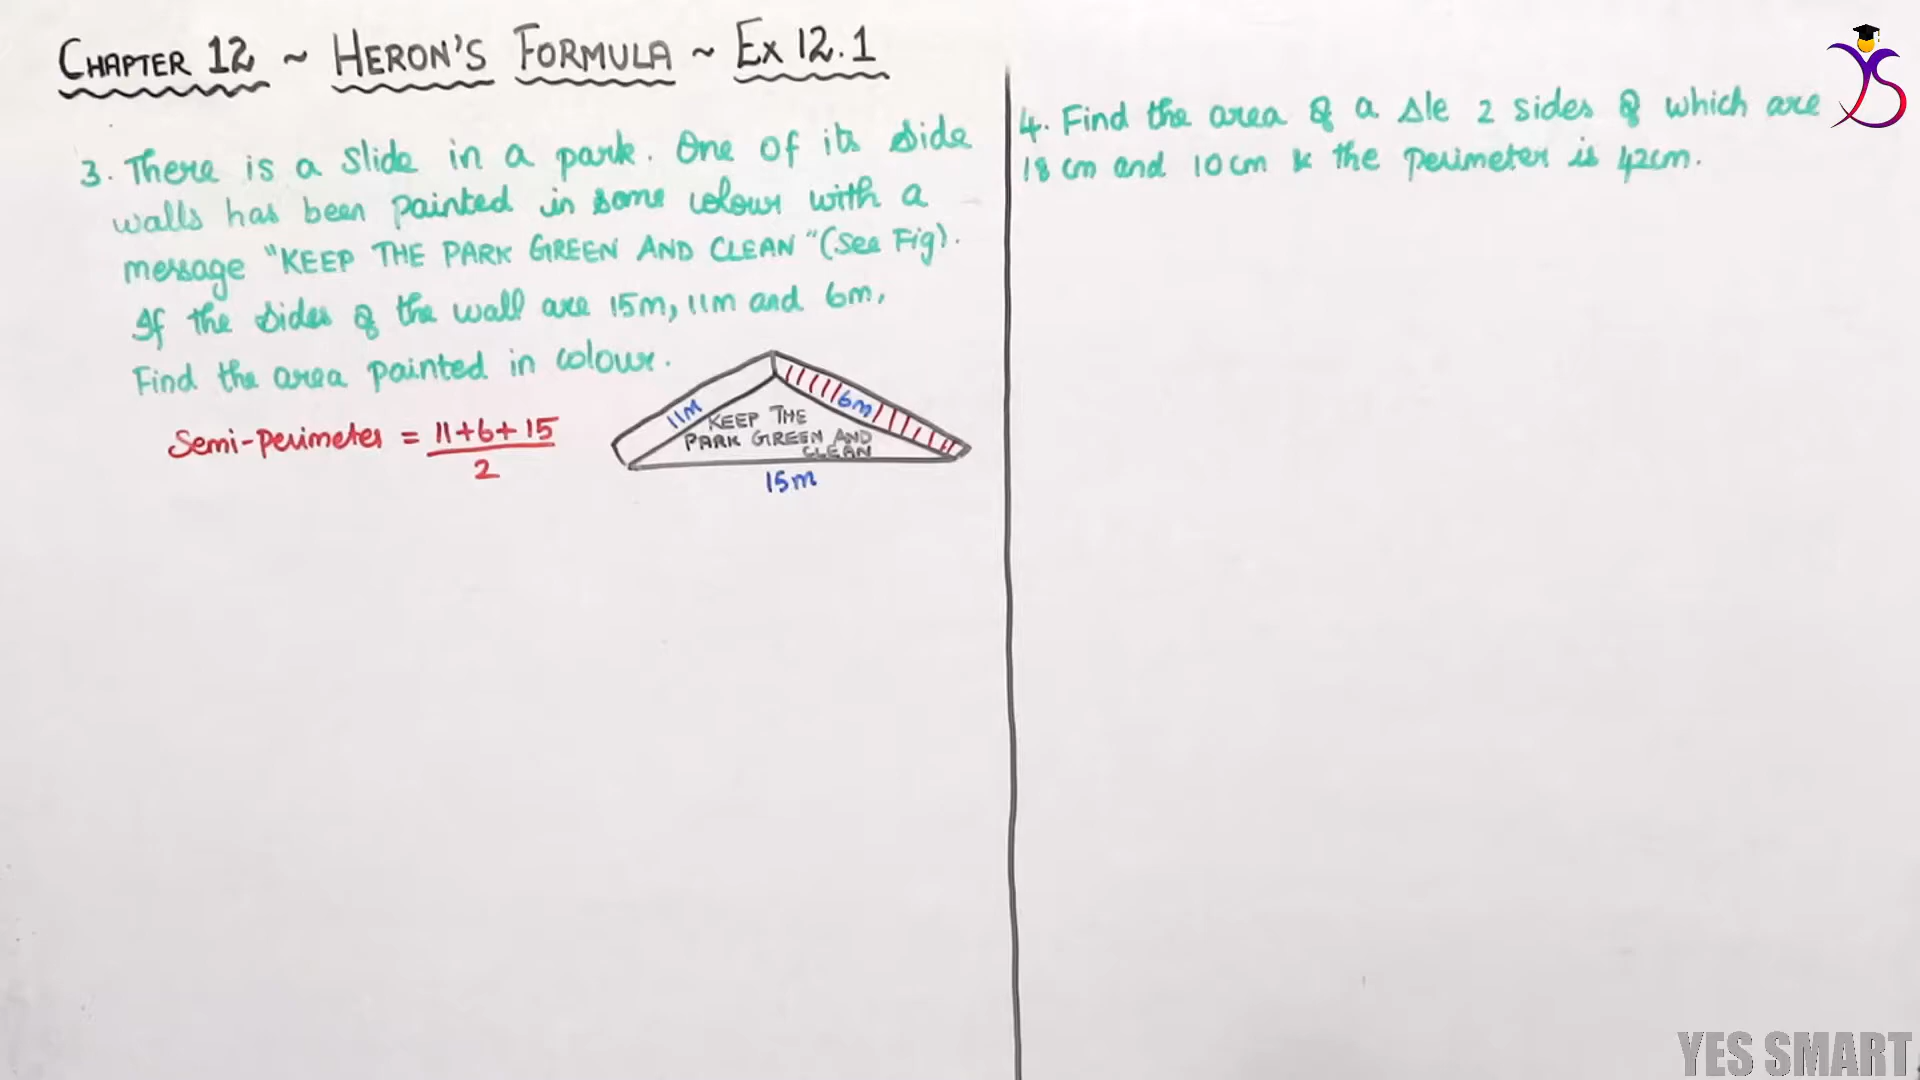 CHAPTER 12 ~ HERON'S FORMULA ~ EX 12.1
3. There is a slide in a park. One of its side
walls has been painted in some colour with a
message "KEEP THE PARK GREEN AND CLEAN" (See Fig).
If the sides of the wall are 15m, 11m and 6m,
Find the area painted in colour.
Semi-perimeter = 11+6+15
2
11m
6m
KEEP THE
PARK GREEN AND
CLEAN
15m
4. Find the area of a Δle 2 sides of which are
18 cm and 10cm & the perimeter is 42cm.
YS
YES SMART